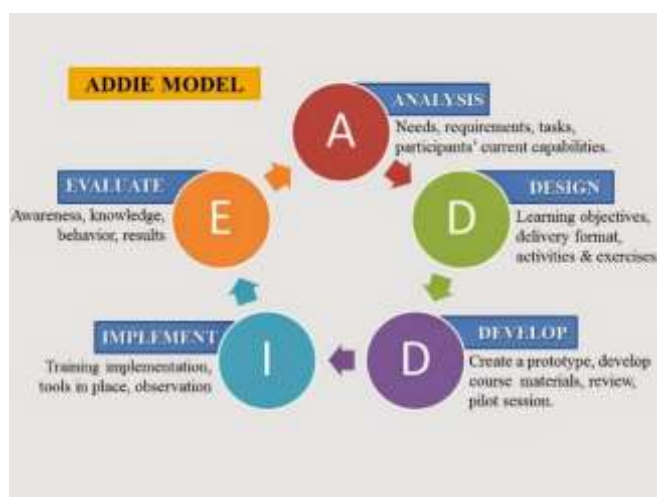 ADDIE MODEL
A
ANALYSIS
Needs, requirements, tasks,
participants' current capabilities.
D
DESIGN
Learning objectives,
delivery format,
activities & exercises
D
DEVELOP
Create a prototype, develop
course materials, review,
pilot session.
I
IMPLEMENT
Training implementation,
tools in place, observation
E
EVALUATE
Awareness, knowledge,
behavior, results